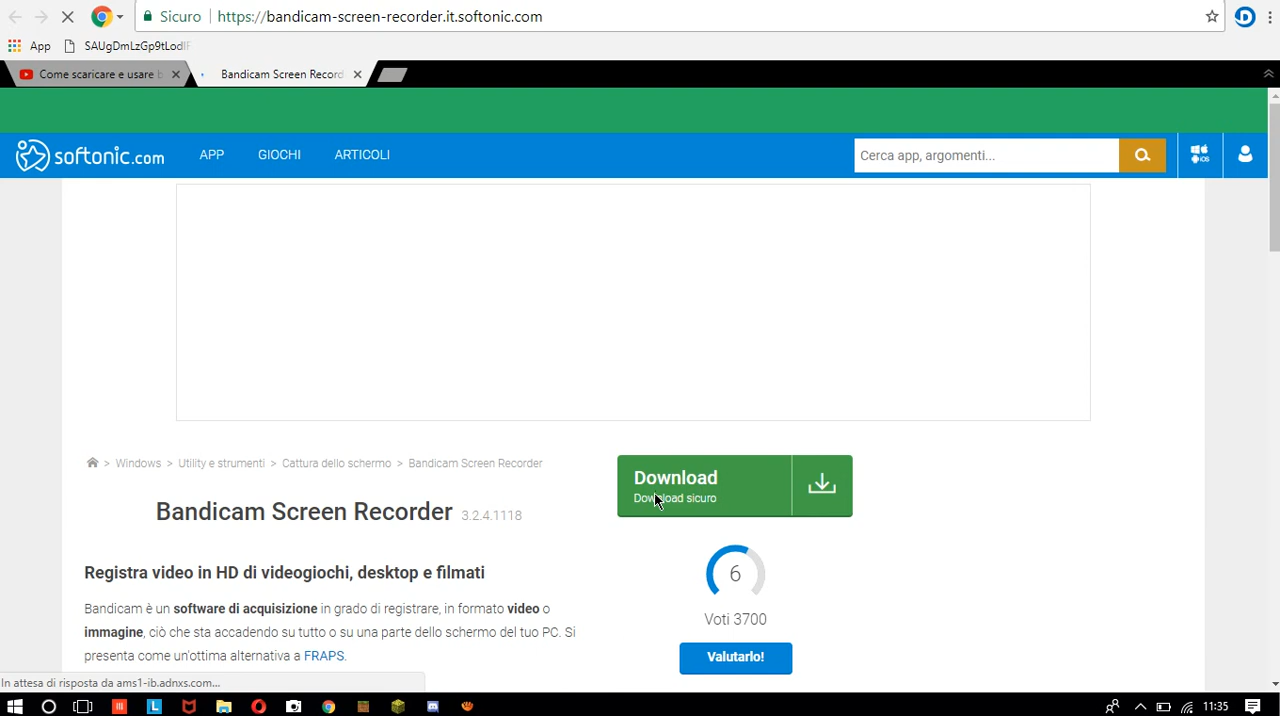 Sicuro https://bandicam-screen-recorder.it.softonic.com
App SAUgDmLzGp9tLodIF
Come scaricare e usare b Bandicam Screen Record
softonic.com APP GIOCHI ARTICOLI Cerca app, argomenti...
Windows > Utility e strumenti > Cattura dello schermo > Bandicam Screen Recorder
Download
Download sicuro
Bandicam Screen Recorder 3.2.4.1118
6
Registra video in HD di videogiochi, desktop e filmati
Voti 3700
Bandicam è un software di acquisizione in grado di registrare, in formato video o
immagine, ciò che sta accadendo su tutto o su una parte dello schermo del tuo PC. Si
presenta come un'ottima alternativa a FRAPS.
Valutarlo!
In attesa di risposta da ams1-ib.adnxs.com...
11:35